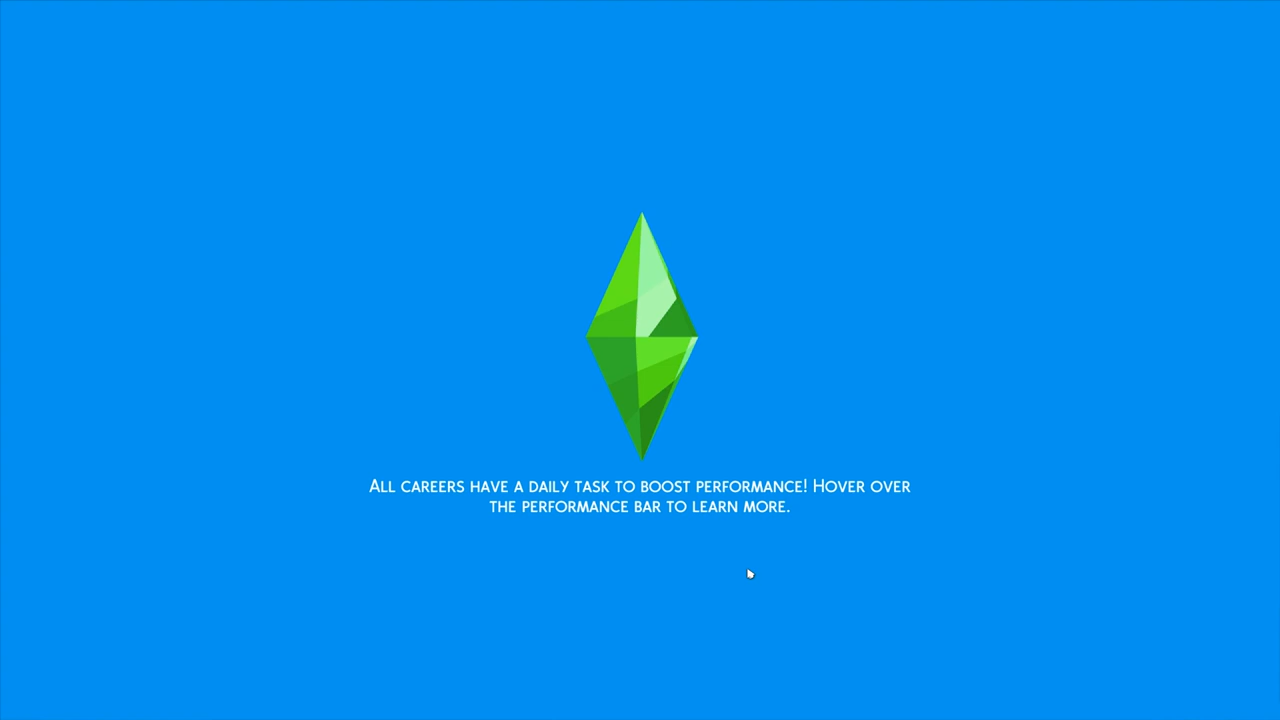 All careers have a daily task to boost performance! Hover over
the performance bar to learn more.